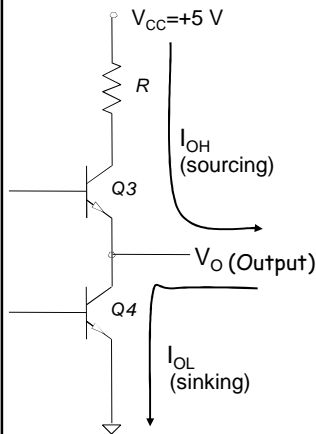 V_CC=+5 V
R
I_OH
(sourcing)
Q3
V_O (Output)
Q4
I_OL
(sinking)